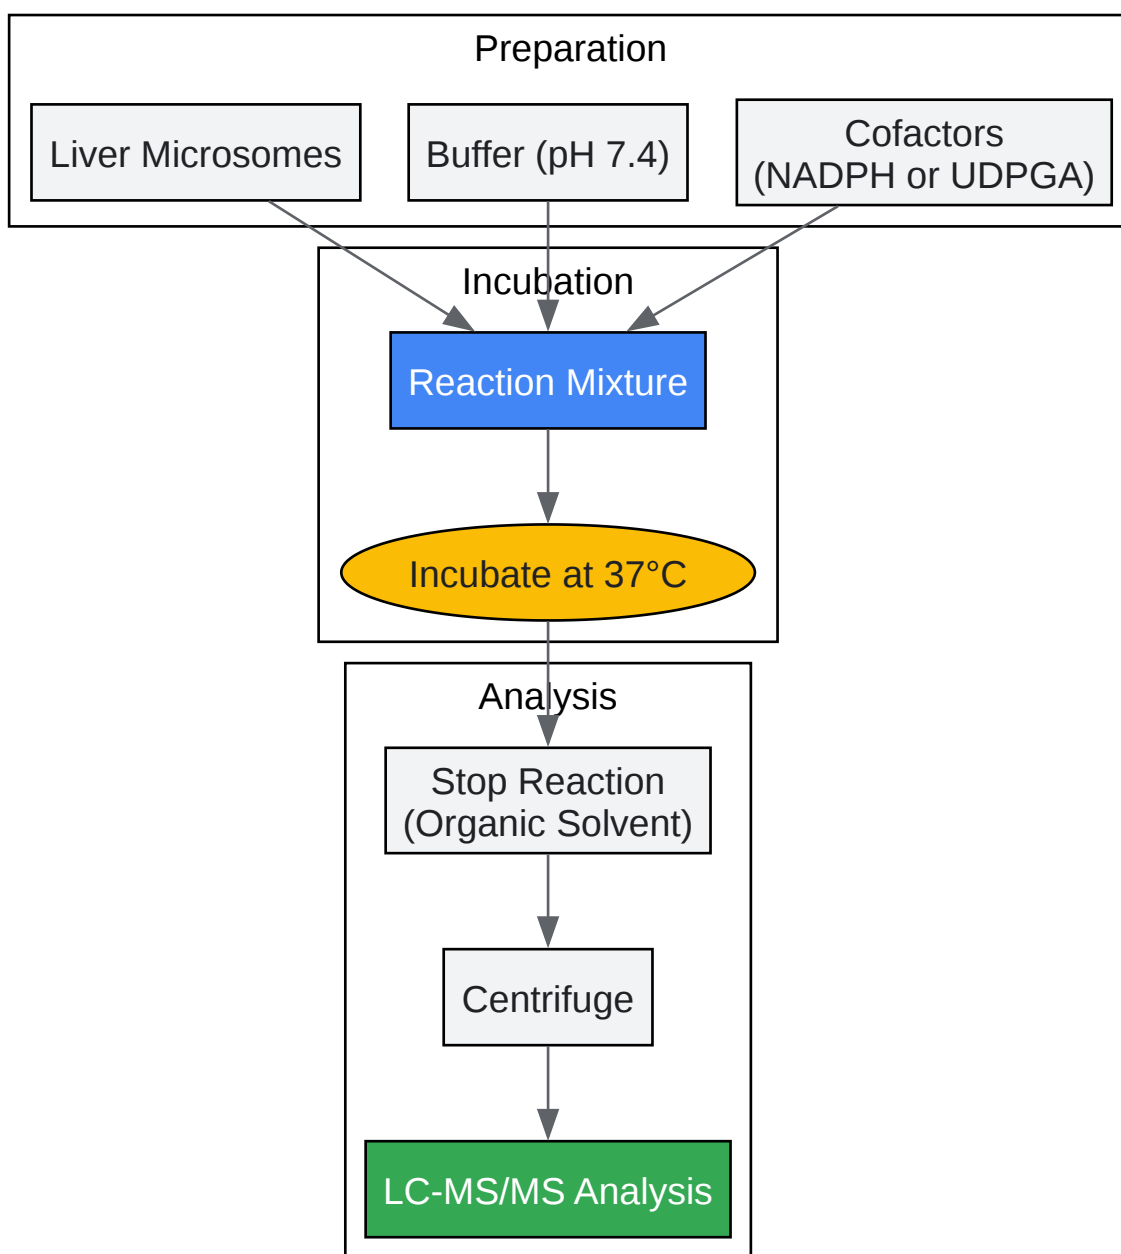 Preparation
Liver Microsomes
Buffer (pH 7.4)
Cofactors
(NADPH or UDPGA)
Incubation
Reaction Mixture
Incubate at 37°C
Analysis
Stop Reaction
(Organic Solvent)
Centrifuge
LC-MS/MS Analysis